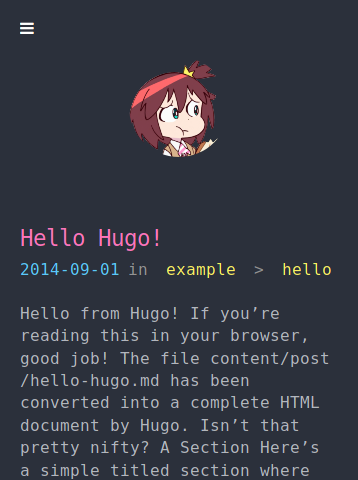 Hello Hugo!
2014-09-01 in example > hello
Hello from Hugo! If you’re
reading this in your browser,
good job! The file content/post
/hello-hugo.md has been
converted into a complete HTML
document by Hugo. Isn’t that
pretty nifty? A Section Here’s
a simple titled section where